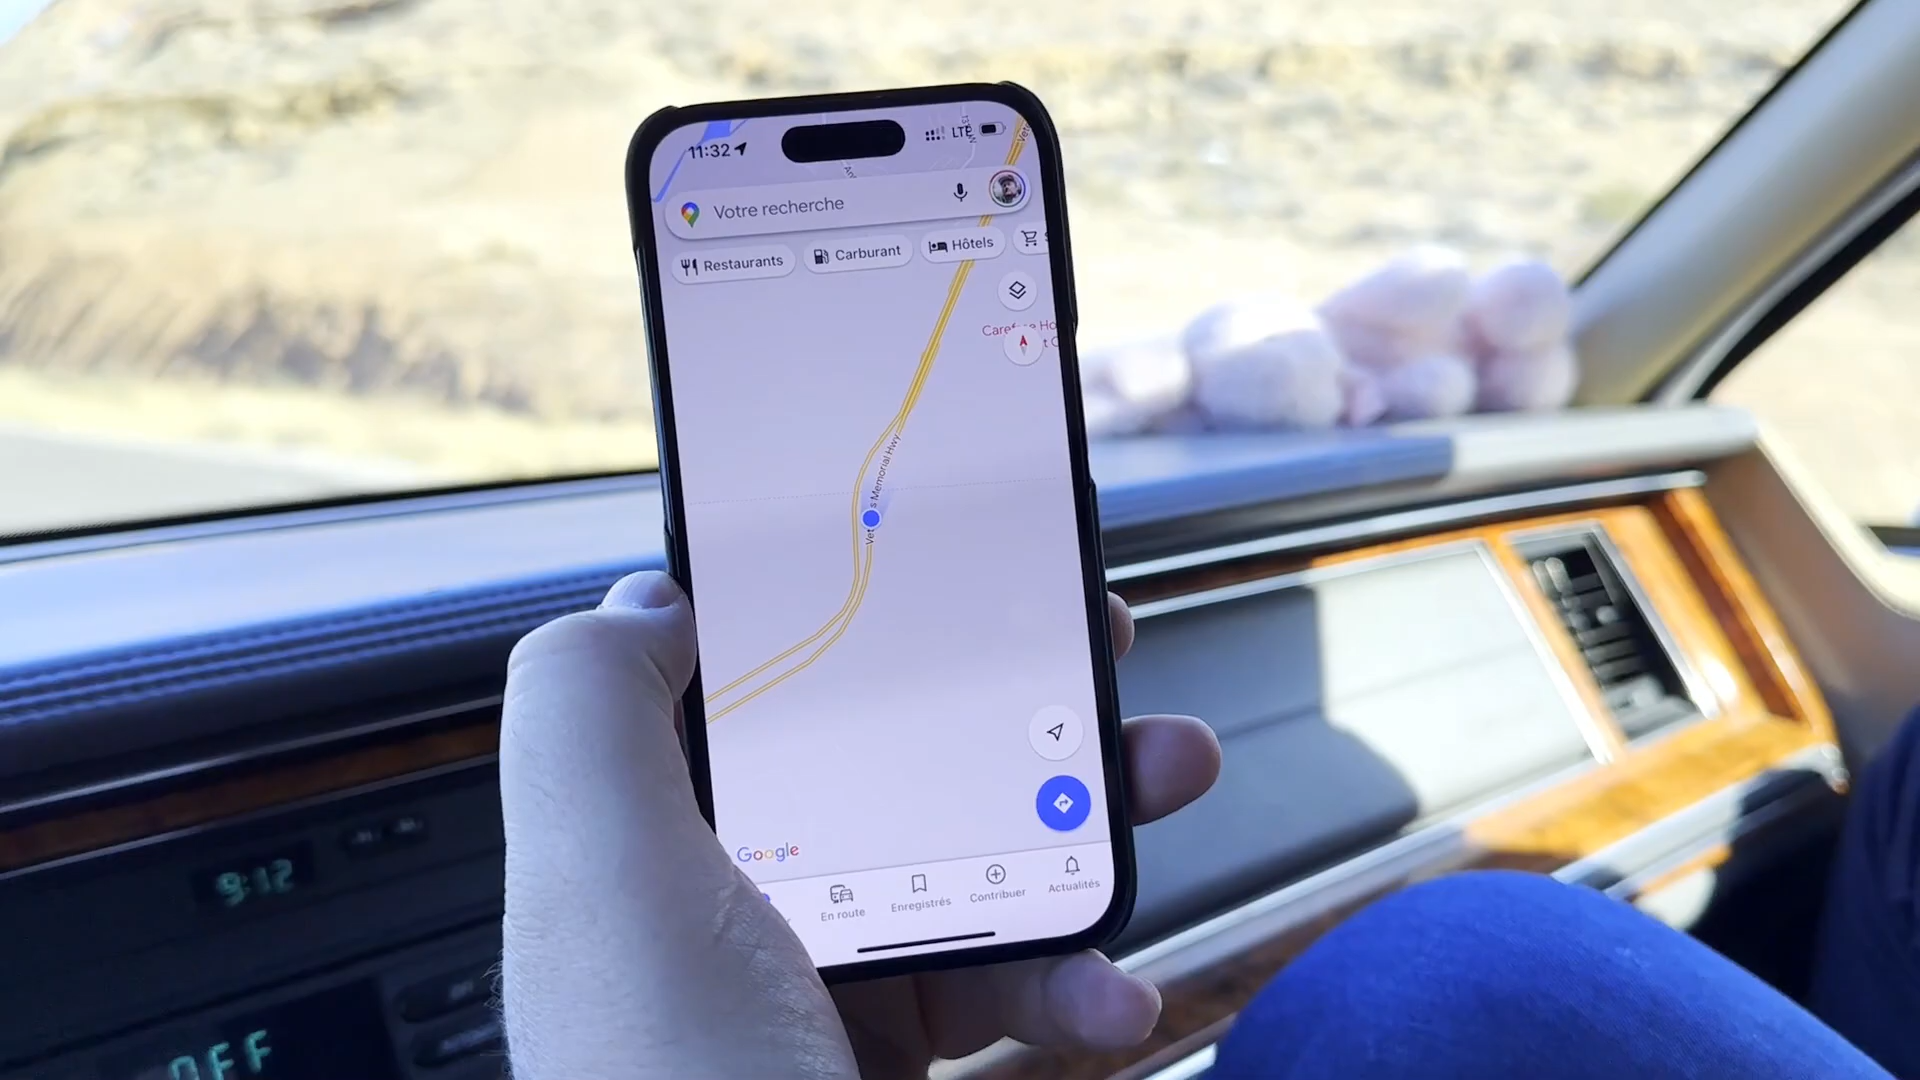 11:32
LTE
Votre recherche
Restaurants
Carburant
Hôtels
Memorial Hwy
Google
En route
Enregistrés
Contribuer
Actualités
9:12
OFF